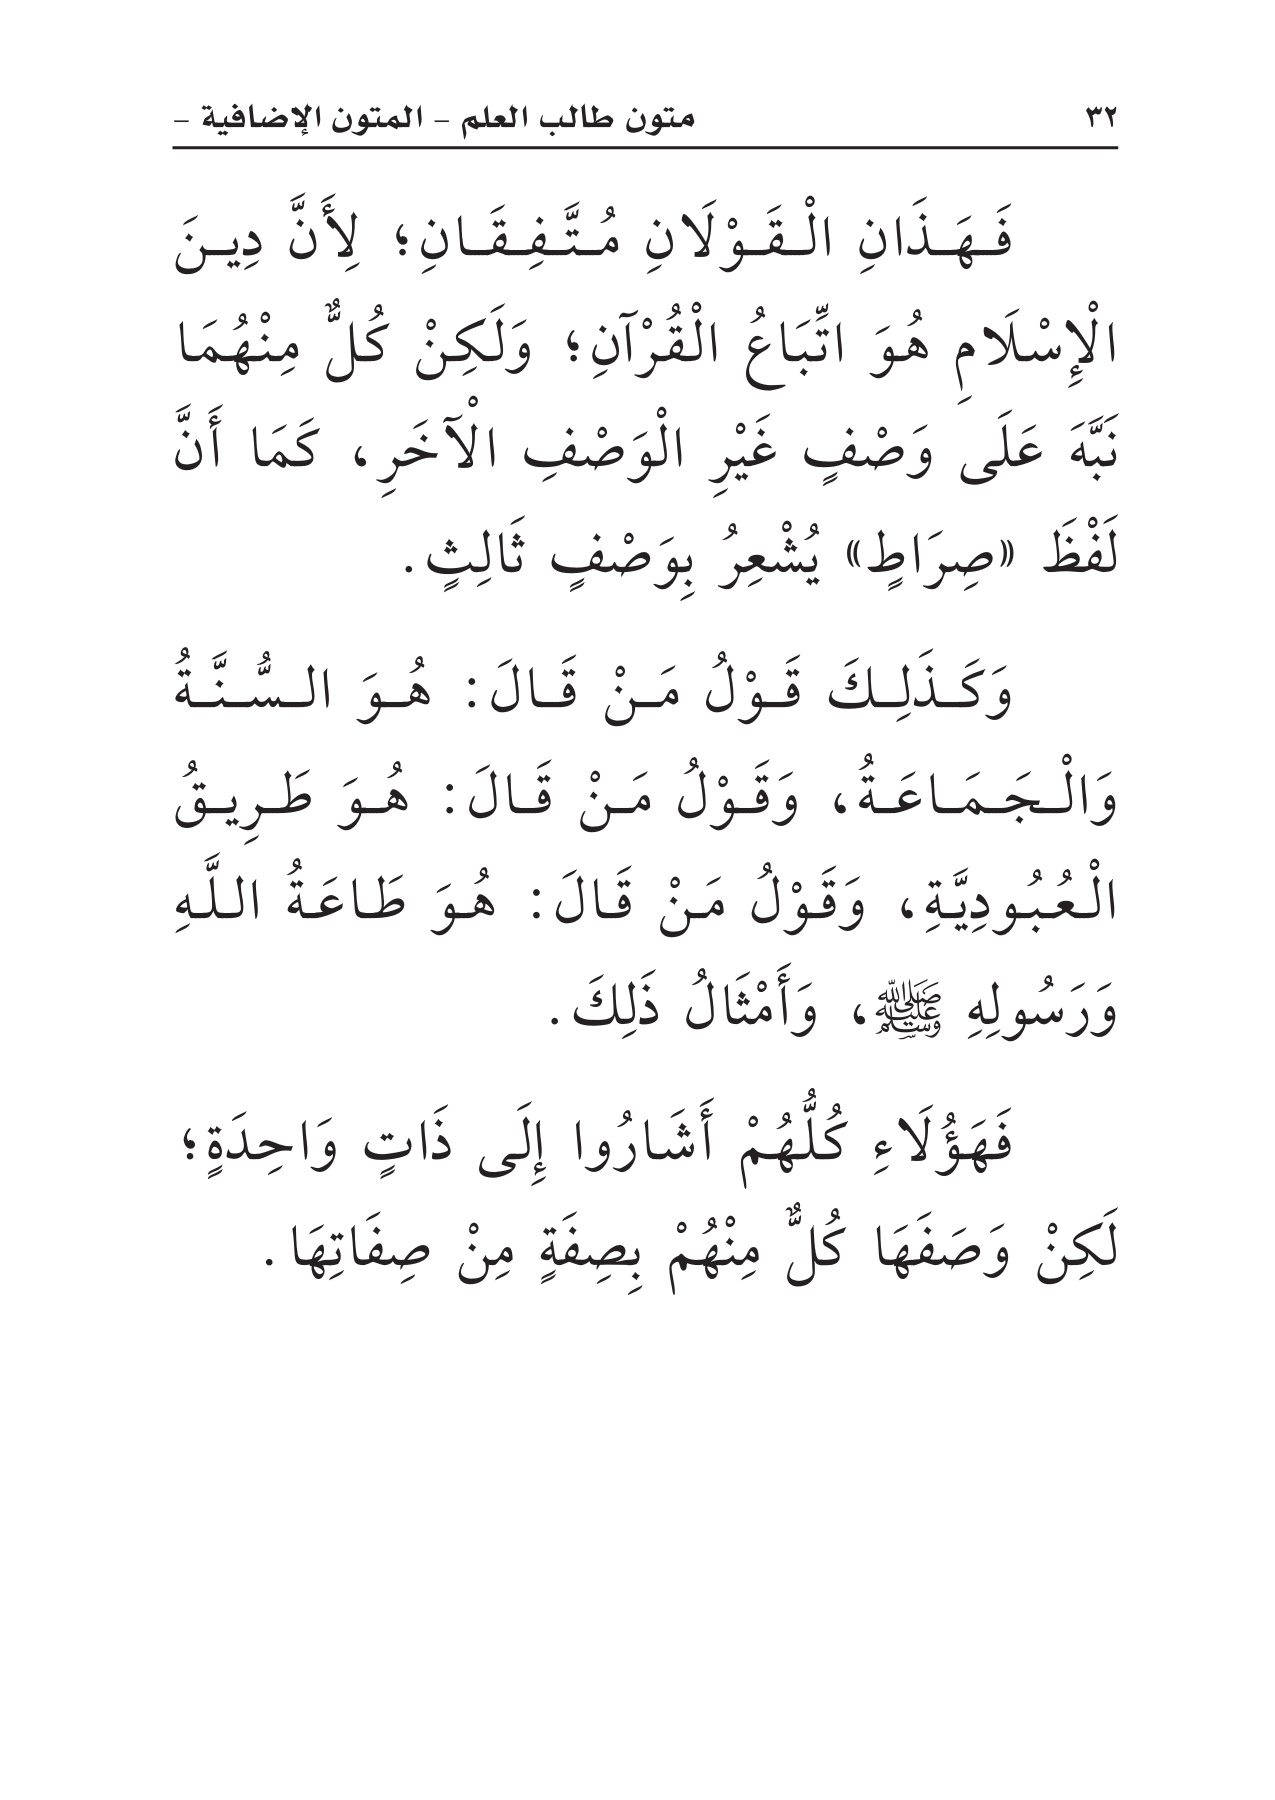 ٣٢ متون طالب العلم – المتون الإضافية –
فَهَذَانِ الْقَوْلَانِ مُتَّفِقَانِ؛ لِأَنَّ دِينَ
الْإِسْلَامِ هُوَ اتِّبَاعُ الْقُرْآنِ؛ وَلَكِنْ كُلٌّ مِنْهُمَا
نَبَّهَ عَلَى وَصْفٍ غَيْرِ الْوَصْفِ الْآخَرِ، كَمَا أَنَّ
لَفْظَ «صِرَاطٍ» يُشْعِرُ بِوَصْفٍ ثَالِثٍ.
وَكَذَلِكَ قَوْلُ مَنْ قَالَ: هُوَ السُّنَّةُ
وَالْجَمَاعَةُ، وَقَوْلُ مَنْ قَالَ: هُوَ طَرِيقُ
الْعُبُودِيَّةِ، وَقَوْلُ مَنْ قَالَ: هُوَ طَاعَةُ اللَّهِ
وَرَسُولِهِ ﷺ، وَأَمْثَالُ ذَلِكَ.
فَهَؤُلَاءِ كُلُّهُمْ أَشَارُوا إِلَى ذَاتٍ وَاحِدَةٍ؛
لَكِنْ وَصَفَهَا كُلٌّ مِنْهُمْ بِصِفَةٍ مِنْ صِفَاتِهَا.